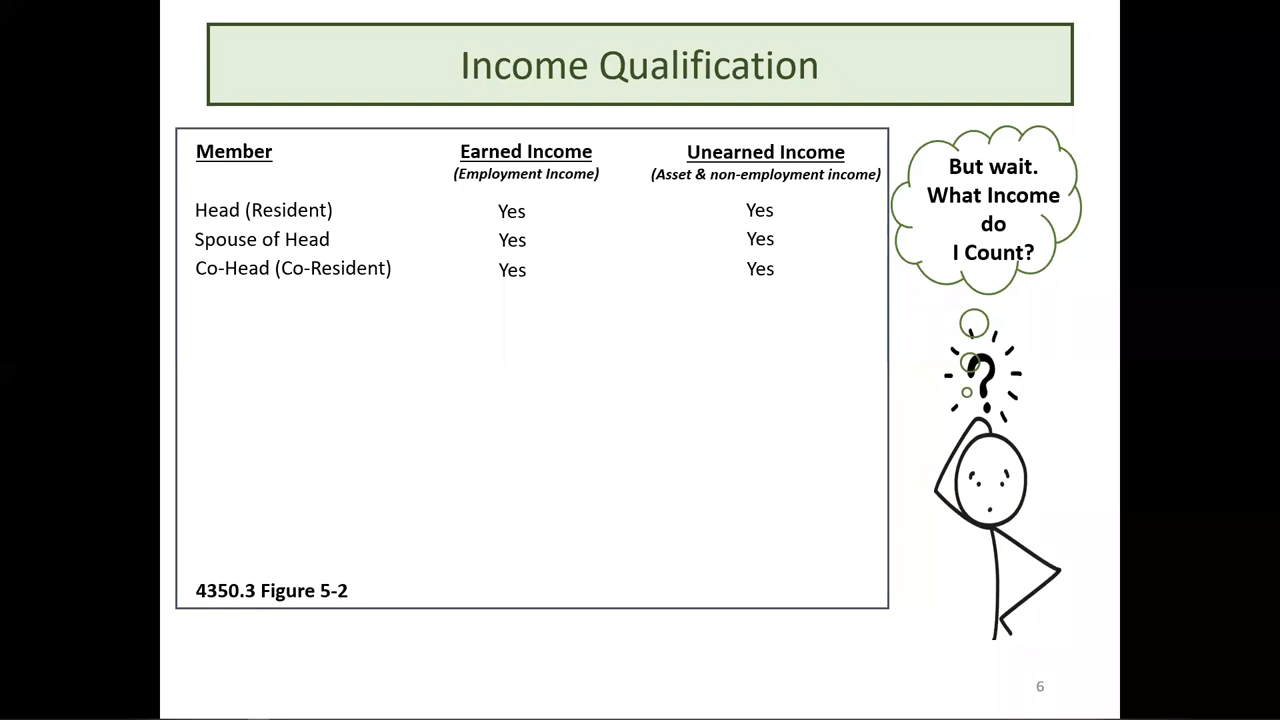 Income Qualification
Member Earned Income Unearned Income
(Employment Income) (Asset & non-employment income)
Head (Resident) Yes Yes
Spouse of Head Yes Yes
Co-Head (Co-Resident) Yes Yes
4350.3 Figure 5-2
But wait.
What Income
do
I Count?
?
6